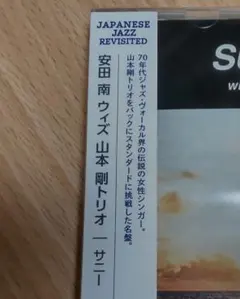 JAPANESE
JAZZ
REVISITED
安田 南 ウィズ 山本 剛トリオ — サニー
70年代ジャズ・ヴォーカル界の伝説の女性シンガー。
山本剛トリオをバックにスタンダードに挑戦した名盤。